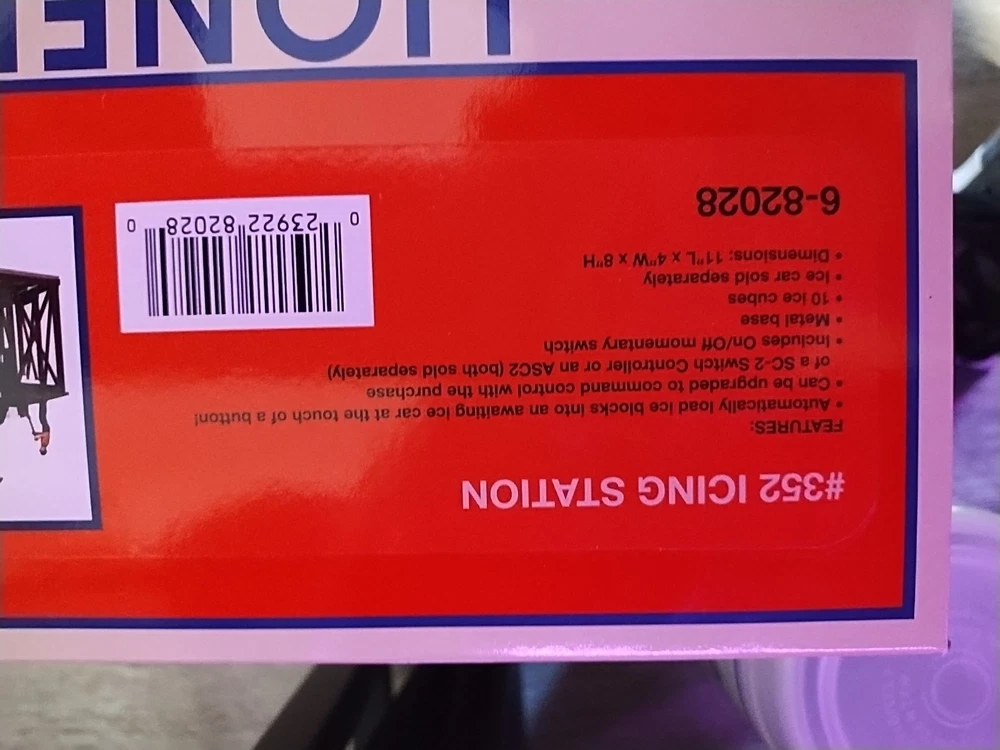 #352 ICING STATION
FEATURES:
• Automatically load ice blocks into an awaiting ice car at the touch of a button!
• Can be upgraded to command control with the purchase
of a SC-2 Switch Controller or an ASC2 (both sold separately)
• Includes On/Off momentary switch
• Metal base
• 10 ice cubes
• Ice car sold separately
• Dimensions: 11"L x 4"W x 8"H
6-82028
0 23922 82028 0
LIONE